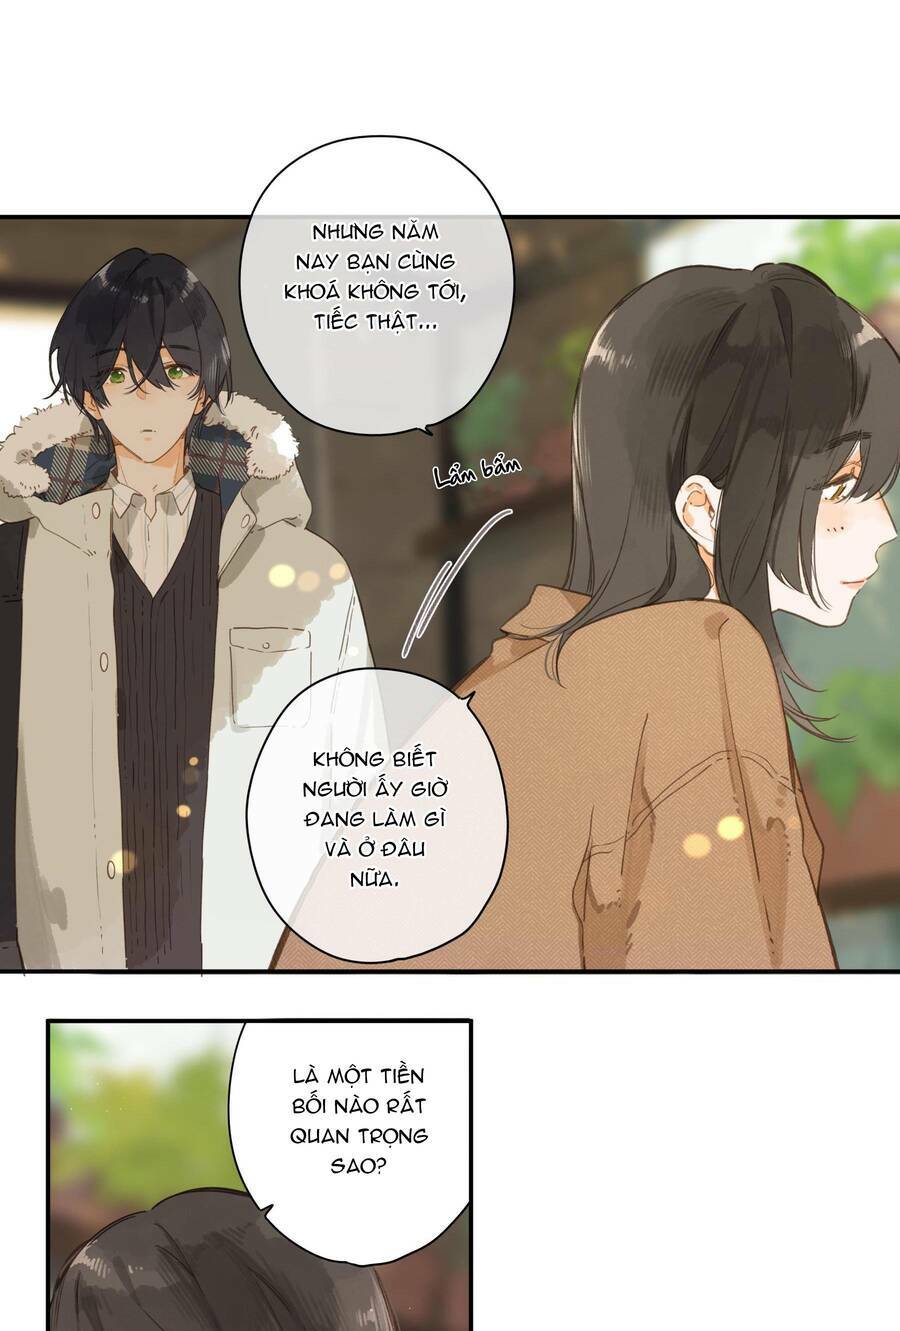 NHƯNG NĂM
NAY BẠN CÙNG
KHOÁ KHÔNG TỚI,
TIẾC THẬT...
Lẩm bẩm
KHÔNG BIẾT
NGƯỜI ẤY GIỜ
ĐANG LÀM GÌ
VÀ Ở ĐÂU
NỮA.
LÀ MỘT TIỀN
BỐI NÀO RẤT
QUAN TRỌNG
SAO?